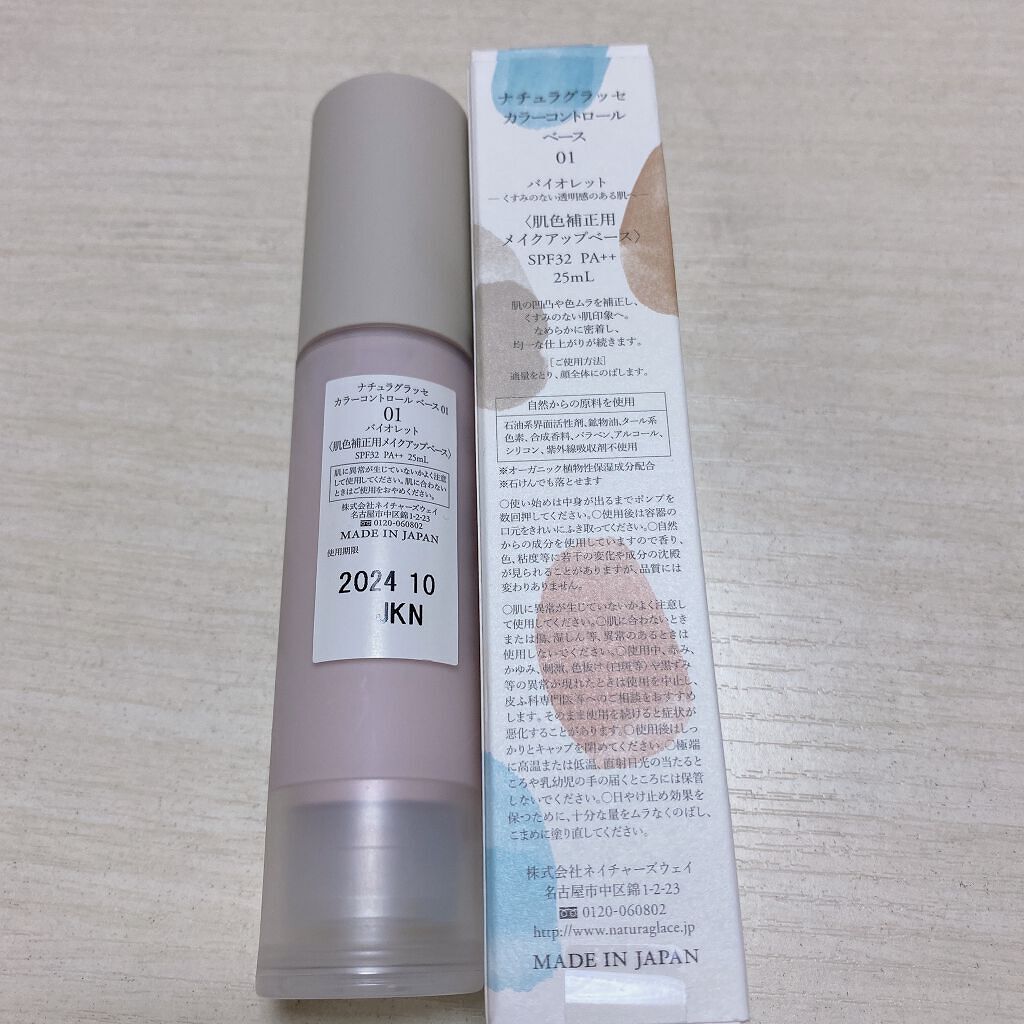 ナチュラグラッセ
カラーコントロール ベース01
01
バイオレット
〈肌色補正用メイクアップベース〉
SPF32 PA++ 25mL
肌に異常が生じていないかよく注意
して使用してください。肌に合わない
ときはご使用をおやめください。
株式会社ネイチャーズウェイ
名古屋市中区錦1-2-23
0120-060802
MADE IN JAPAN
使用期限
2024 10
JKN
ナチュラグラッセ
カラーコントロール
ベース
01
バイオレット
―くすみのない透明感のある肌へ―
〈肌色補正用
メイクアップベース〉
SPF32 PA++
25mL
肌の凹凸や色ムラを補正し、
くすみのない肌印象へ。
なめらかに密着し、
均一な仕上がりが続きます。
［ご使用方法］
適量をとり、顔全体にのばします。
自然からの原料を使用
石油系界面活性剤、鉱物油、タール系
色素、合成香料、パラベン、アルコール、
シリコン、紫外線吸収剤不使用
※オーガニック植物性保湿成分配合
※石けんでも落とせます
○使い始めは中身が出るまでポンプを
数回押してください。○使用後は容器の
口元をきれいにふき取ってください。○自然
からの成分を使用していますので香り、
色、粘度等に若干の変化や成分の沈殿
が見られることがありますが、品質には
変わりありません。
○肌に異常が生じていないかよく注意し
て使用してください。○肌に合わないとき
または傷、湿しん等、異常のあるときは
使用しないでください。○使用中、赤み、
かゆみ、刺激、色抜け（白斑等）や黒ずみ
等の異常が現れたときは使用を中止し、
皮ふ科専門医等へのご相談をおすすめ
します。そのまま使用を続けると症状が
悪化することがあります。○使用後はしっ
かりとキャップを閉めてください。○極端
に高温または低温、直射日光の当たると
ころや乳幼児の手の届くところには保管
しないでください。○日やけ止め効果を
保つために、十分な量をムラなくのばし、
こまめに塗り直してください。
株式会社ネイチャーズウェイ
名古屋市中区錦1-2-23
0120-060802
http://www.naturaglace.jp
MADE IN JAPAN